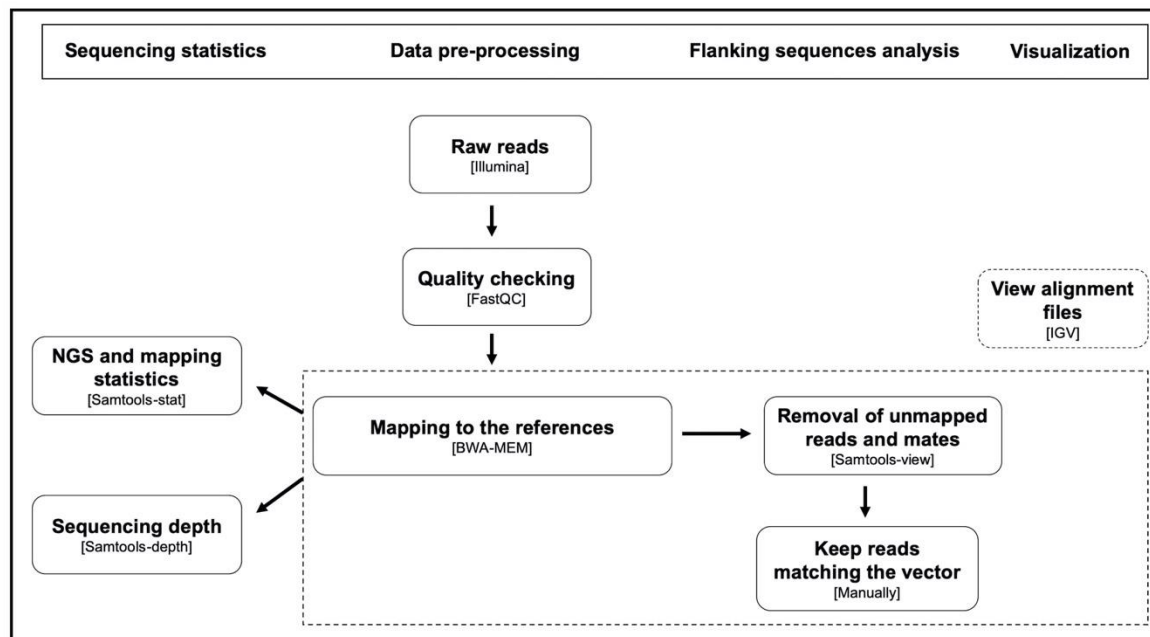 Sequencing statistics
Data pre-processing
Flanking sequences analysis
Visualization
Raw reads
[Illumina]
Quality checking
[FastQC]
View alignment
files
[IGV]
NGS and mapping
statistics
[Samtools-stat]
Mapping to the references
[BWA-MEM]
Removal of unmapped
reads and mates
[Samtools-view]
Sequencing depth
[Samtools-depth]
Keep reads
matching the vector
[Manually]